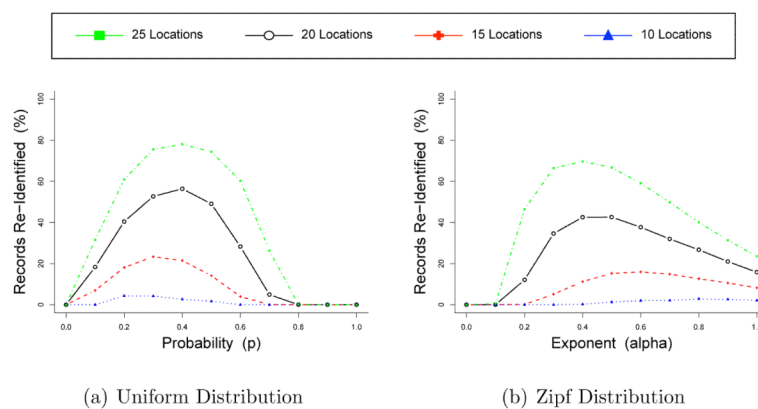 25 Locations 20 Locations 15 Locations 10 Locations
Records Re-Identified (%)
100
80
60
40
20
0
0.0 0.2 0.4 0.6 0.8 1.0
Probability (p)
(a) Uniform Distribution
Records Re-Identified (%)
100
80
60
40
20
0
0.0 0.2 0.4 0.6 0.8 1.0
Exponent (alpha)
(b) Zipf Distribution